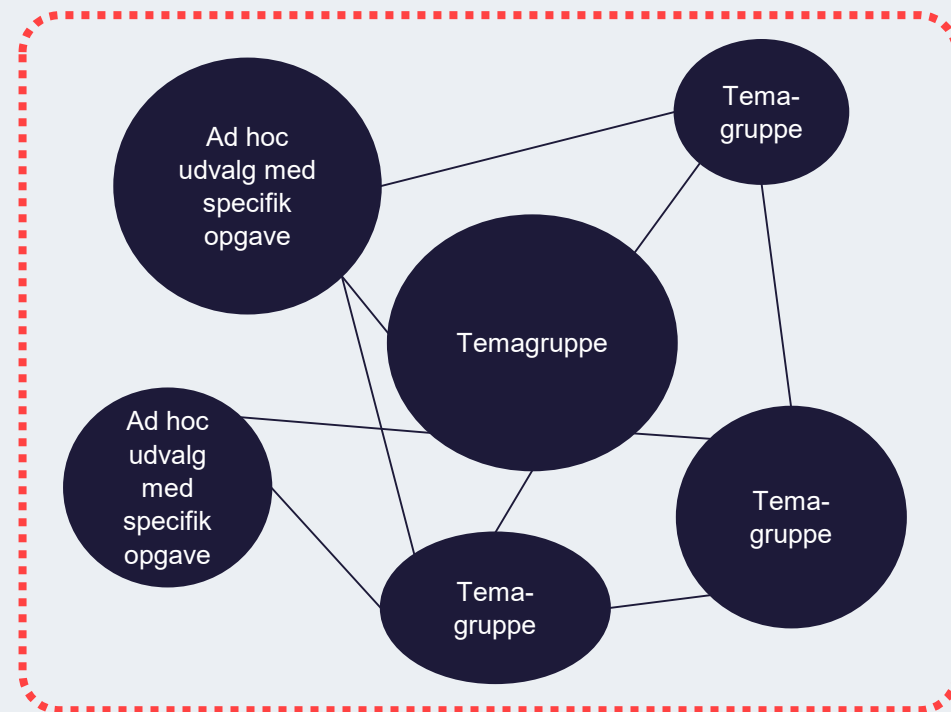 Ad hoc
udvalg med
specifik
opgave
Tema-
gruppe
Temagruppe
Ad hoc
udvalg
med
specifik
opgave
Tema-
gruppe
Tema-
gruppe